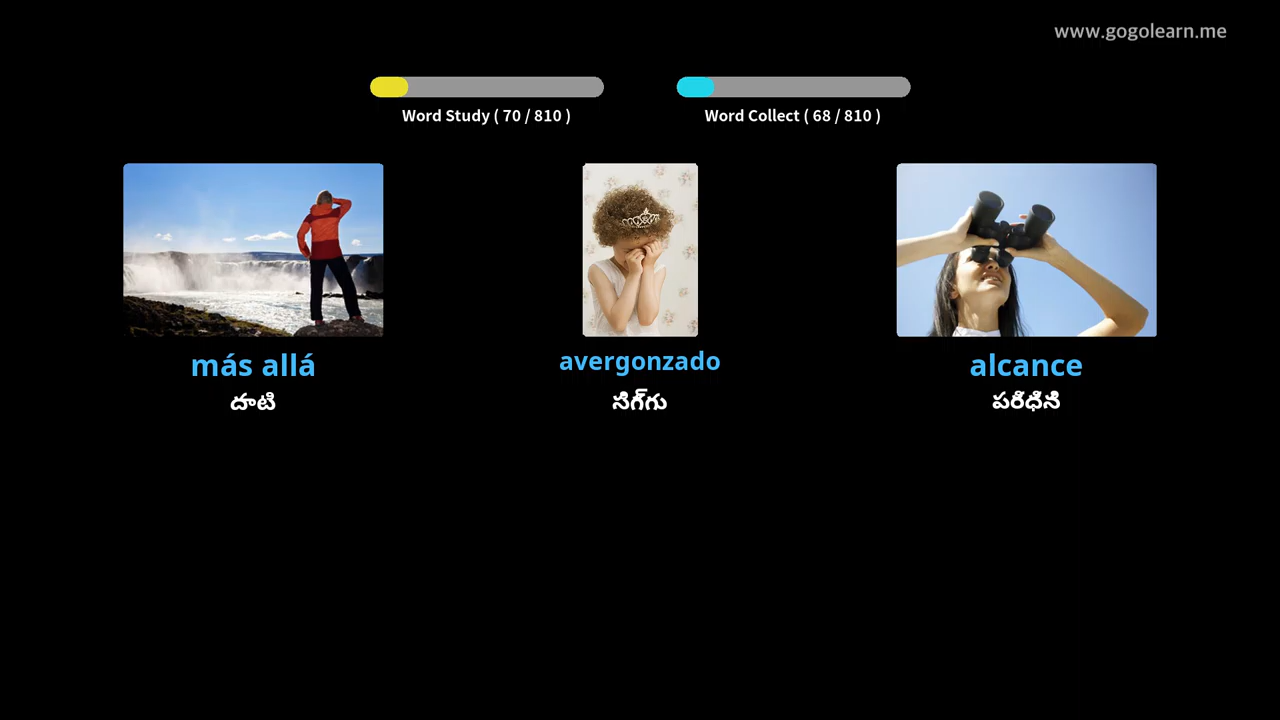 www.gogolearn.me
Word Study ( 70 / 810 )
Word Collect ( 68 / 810 )
más allá
avergonzado
alcance
దాటి
సిగ్గు
పరిధిని